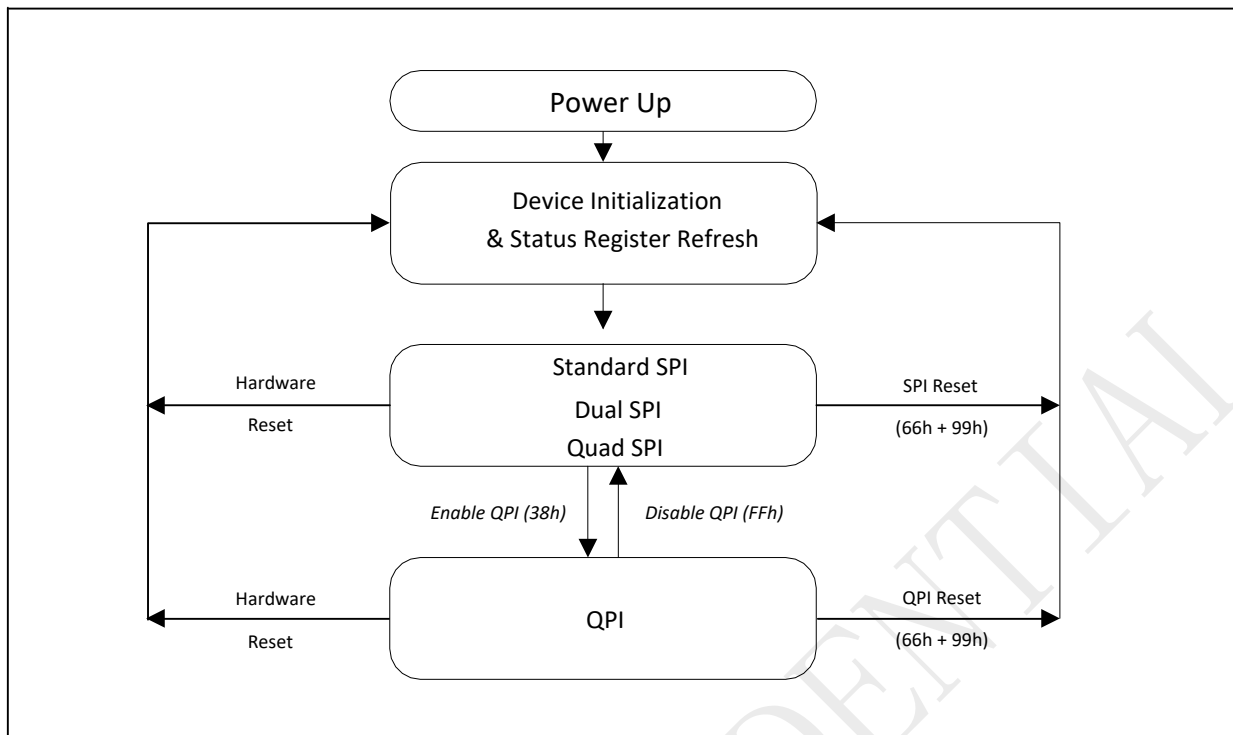 Power Up
Device Initialization
& Status Register Refresh
Standard SPI
Dual SPI
Quad SPI
Hardware
Reset
SPI Reset
(66h + 99h)
Enable QPI (38h)
Disable QPI (FFh)
QPI
Hardware
Reset
QPI Reset
(66h + 99h)